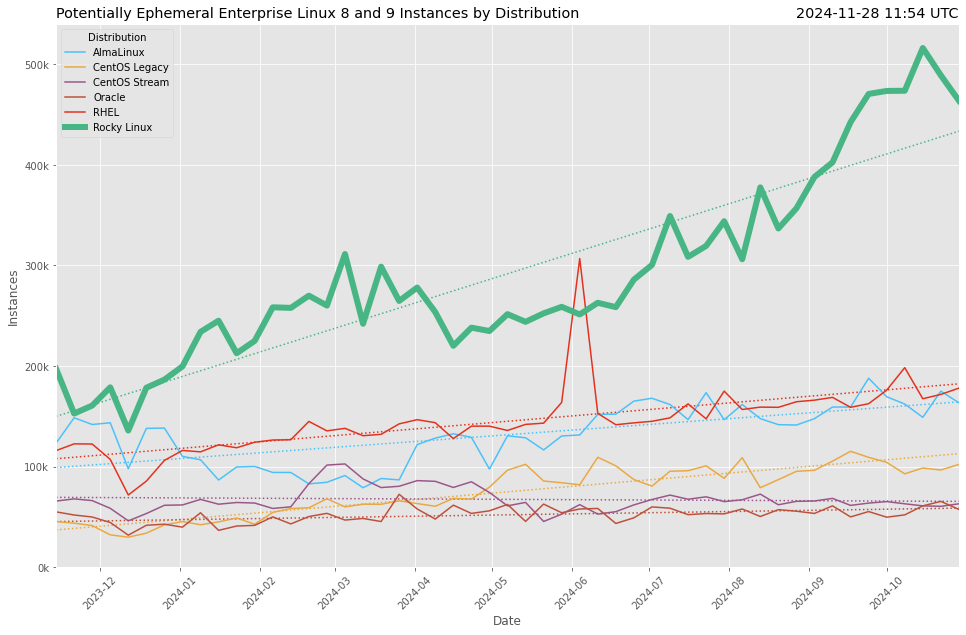 Potentially Ephemeral Enterprise Linux 8 and 9 Instances by Distribution
2024-11-28 11:54 UTC
Distribution
AlmaLinux
CentOS Legacy
CentOS Stream
Oracle
RHEL
Rocky Linux
500k
400k
300k
200k
100k
0k
Instances
2023-12
2024-01
2024-02
2024-03
2024-04
2024-05
2024-06
2024-07
2024-08
2024-09
2024-10
Date